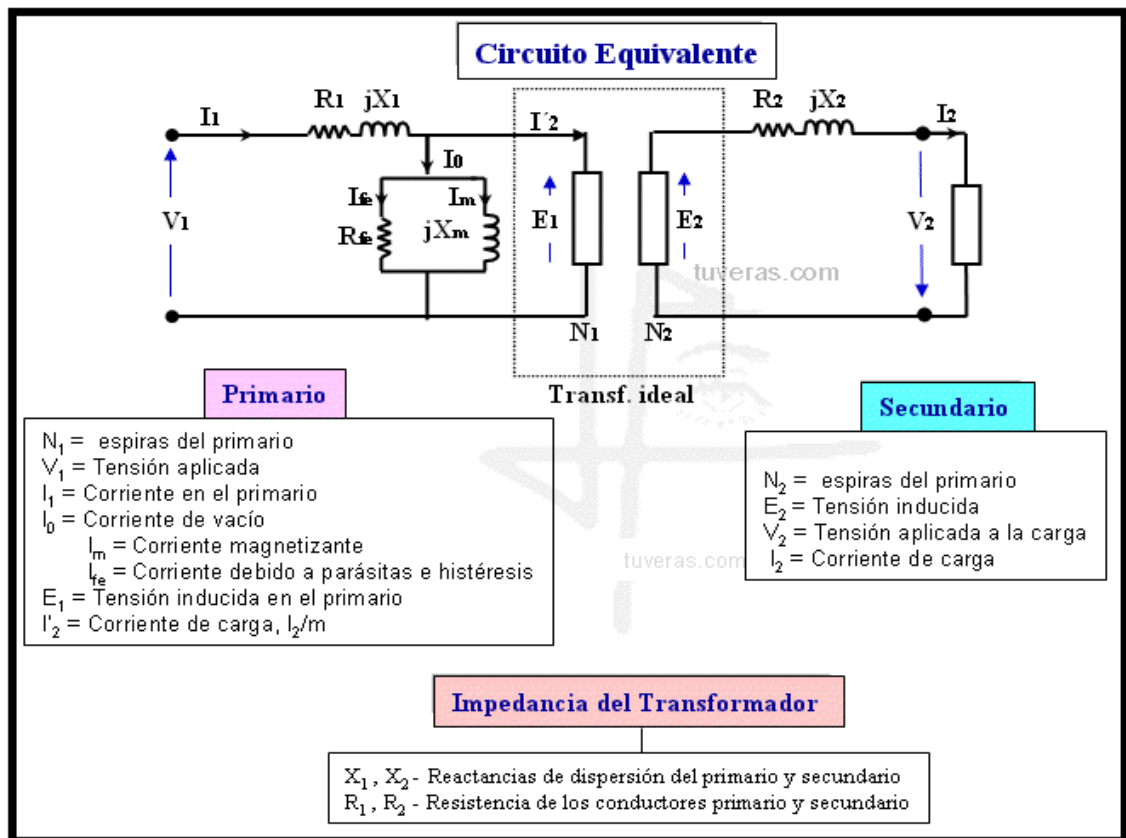 Circuito Equivalente
I1 R1 jX1 I´2 R2 jX2 I2
I0
Ife Im
V1 Rfe jXm E1 E2 V2
tuveras.com
N1 N2
Transf. ideal
Primario
N1 = espiras del primario
V1 = Tensión aplicada
I1 = Corriente en el primario
I0 = Corriente de vacío
Im = Corriente magnetizante
Ife = Corriente debido a parásitas e histéresis
E1 = Tensión inducida en el primario
I'2 = Corriente de carga, I2/m
Secundario
N2 = espiras del primario
E2 = Tensión inducida
V2 = Tensión aplicada a la carga
I2 = Corriente de carga
tuveras.com
Impedancia del Transformador
X1 , X2 - Reactancias de dispersión del primario y secundario
R1 , R2 - Resistencia de los conductores primario y secundario